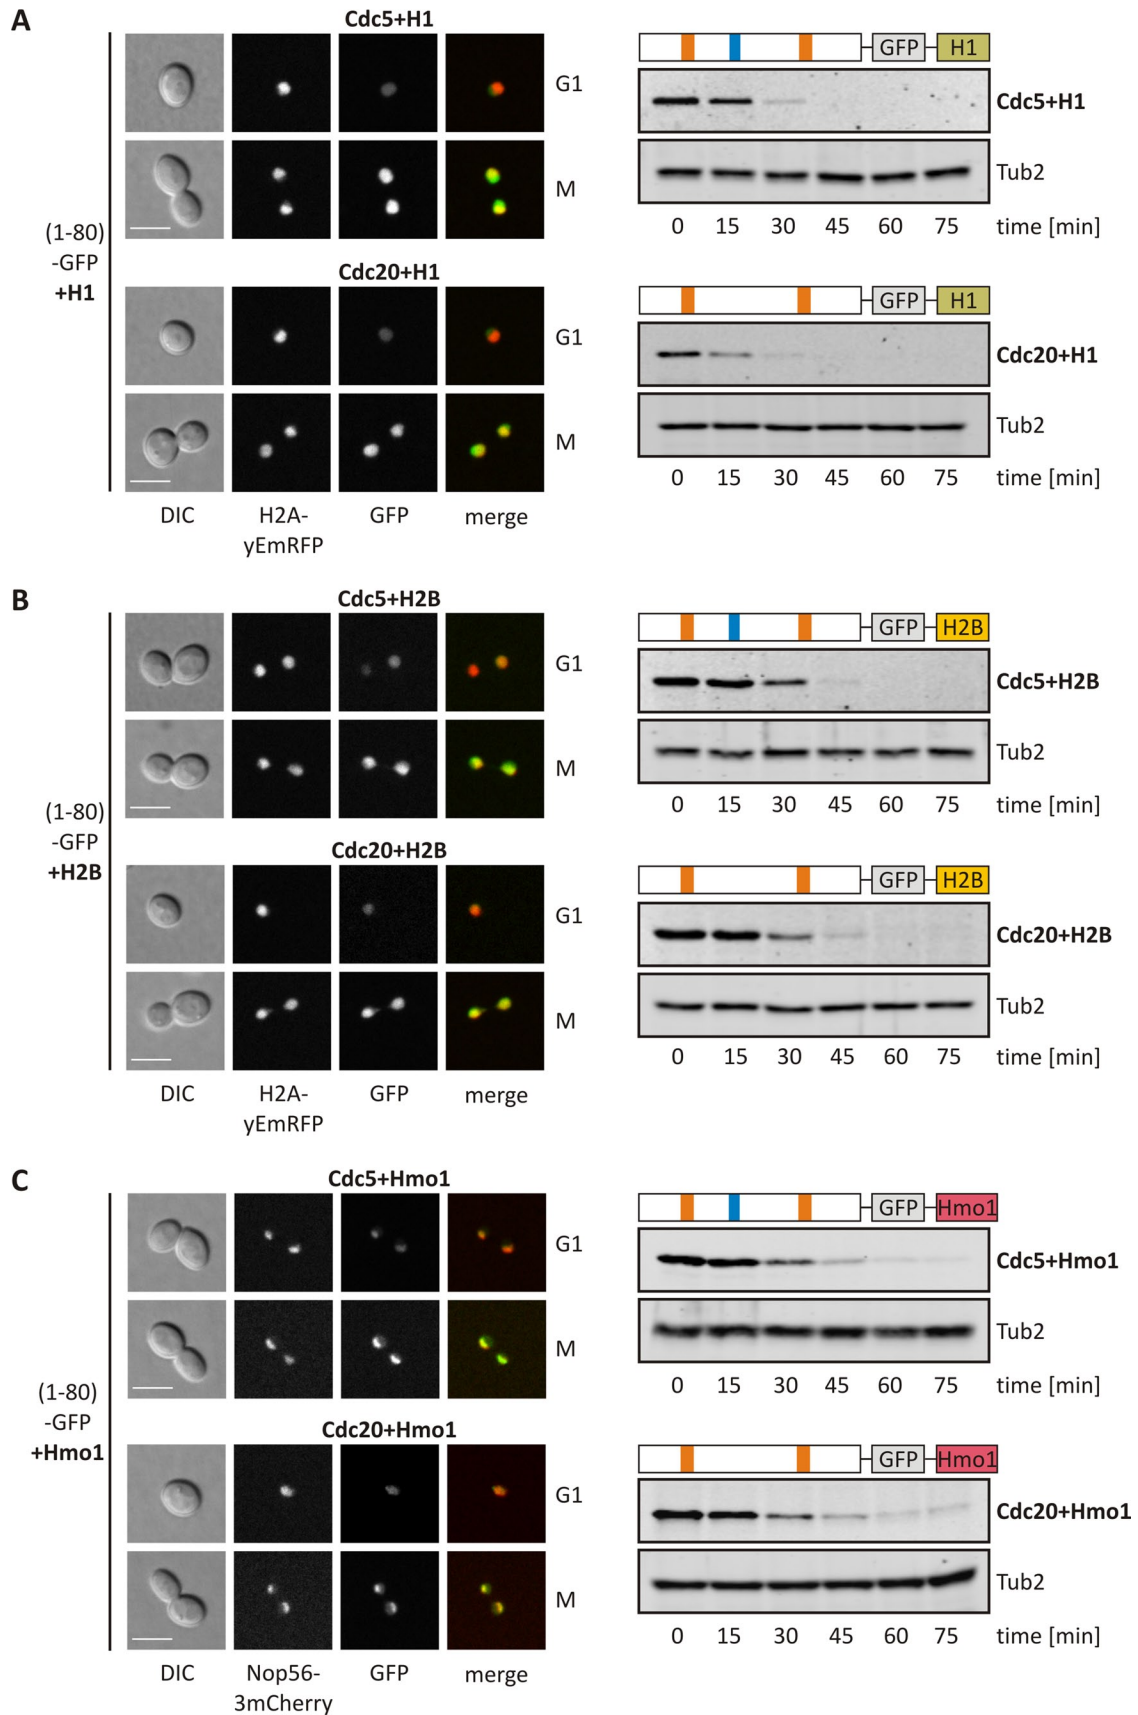 A
Cdc5+H1
G1
M
(1-80)
-GFP
+H1
Cdc20+H1
G1
M
DIC
H2A-
yEmRFP
GFP
merge
GFP
H1
Cdc5+H1
Tub2
0 15 30 45 60 75 time [min]
GFP
H1
Cdc20+H1
Tub2
0 15 30 45 60 75 time [min]
B
Cdc5+H2B
G1
M
(1-80)
-GFP
+H2B
Cdc20+H2B
G1
M
DIC
H2A-
yEmRFP
GFP
merge
GFP
H2B
Cdc5+H2B
Tub2
0 15 30 45 60 75 time [min]
GFP
H2B
Cdc20+H2B
Tub2
0 15 30 45 60 75 time [min]
C
Cdc5+Hmo1
G1
M
(1-80)
-GFP
+Hmo1
Cdc20+Hmo1
G1
M
DIC
Nop56-
3mCherry
GFP
merge
GFP
Hmo1
Cdc5+Hmo1
Tub2
0 15 30 45 60 75 time [min]
GFP
Hmo1
Cdc20+Hmo1
Tub2
0 15 30 45 60 75 time [min]